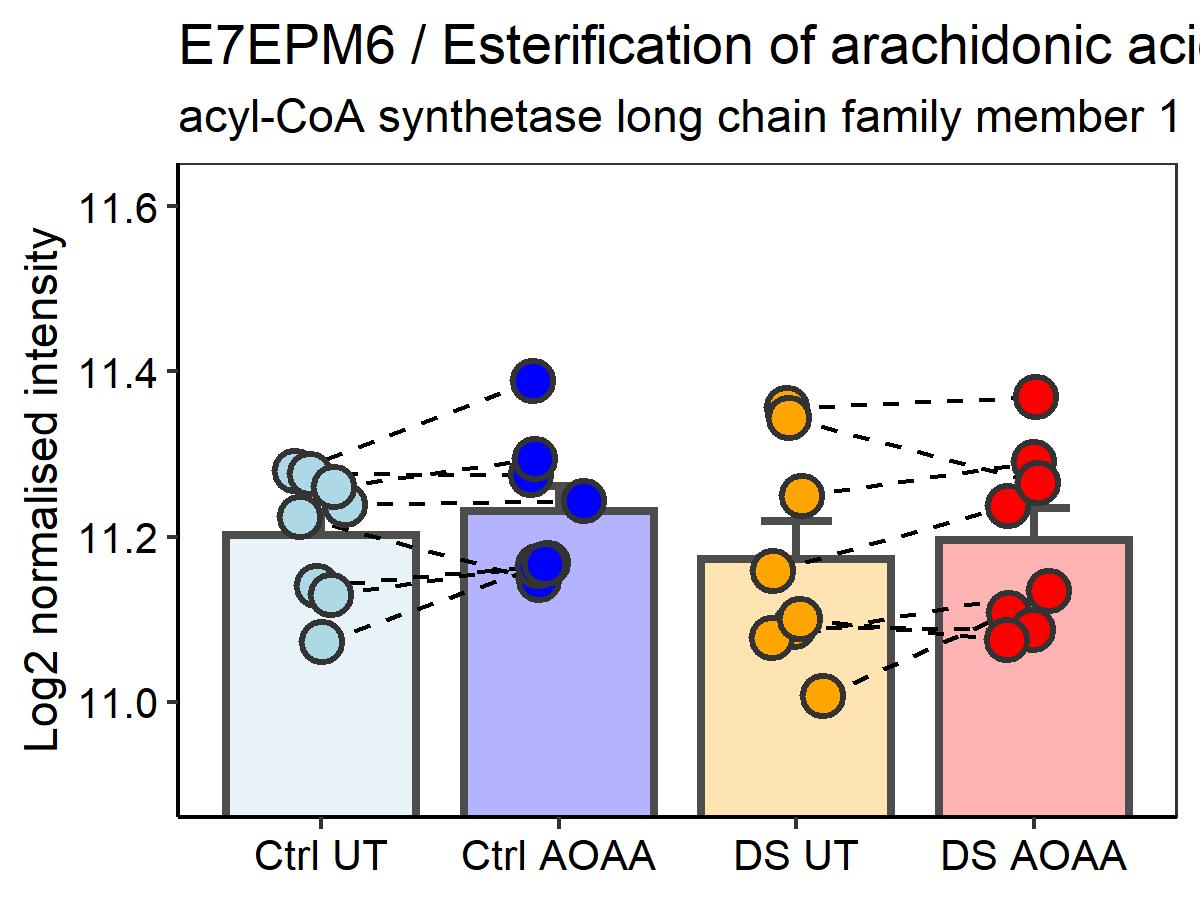 E7EPM6 / Esterification of arachidonic aci
acyl-CoA synthetase long chain family member 1
Log2 normalised intensity
11.6
11.4
11.2
11.0
Ctrl UT
Ctrl AOAA
DS UT
DS AOAA